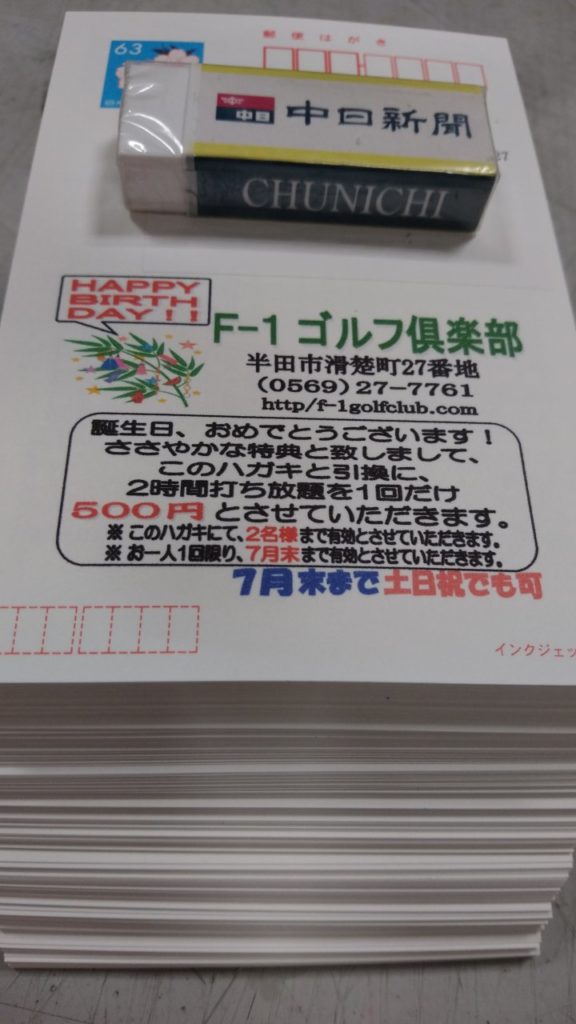 郵便はがき
63
中日
中日新聞
CHUNICHI
27
HAPPY
BIRTH
DAY!!
F-1 ゴルフ倶楽部
半田市滑楚町27番地
(0569)27-7761
http/f-1golfclub.com
誕生日、おめでとうございます!
ささやかな特典と致しまして、
このハガキと引換に、
2時間打ち放題を1回だけ
500円とさせていただきます。
※ このハガキにて、2名様まで有効とさせていただきます。
※ お一人1回限り、7月末まで有効とさせていただきます。
7月末まで 土日祝でも可
インクジェッ